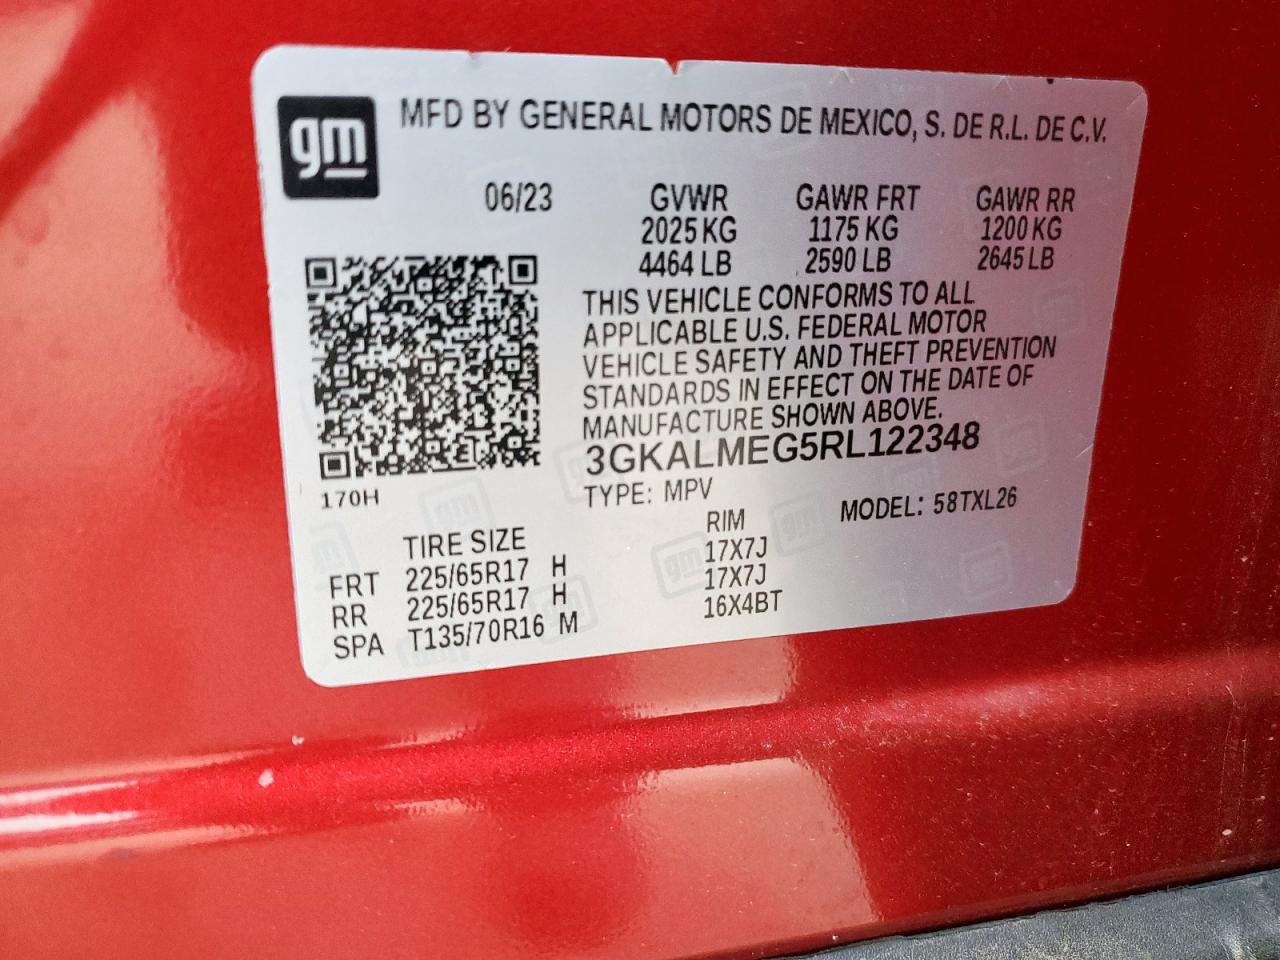 gm
MFD BY GENERAL MOTORS DE MEXICO, S. DE R.L. DE C.V.
06/23 GVWR GAWR FRT GAWR RR
2025 KG 1175 KG 1200 KG
4464 LB 2590 LB 2645 LB
THIS VEHICLE CONFORMS TO ALL
APPLICABLE U.S. FEDERAL MOTOR
VEHICLE SAFETY AND THEFT PREVENTION
STANDARDS IN EFFECT ON THE DATE OF
MANUFACTURE SHOWN ABOVE.
3GKALMEG5RL122348
170H
TYPE: MPV MODEL: 58TXL26
TIRE SIZE RIM
FRT 225/65R17 H 17X7J
RR 225/65R17 H 17X7J
SPA T135/70R16 M 16X4BT